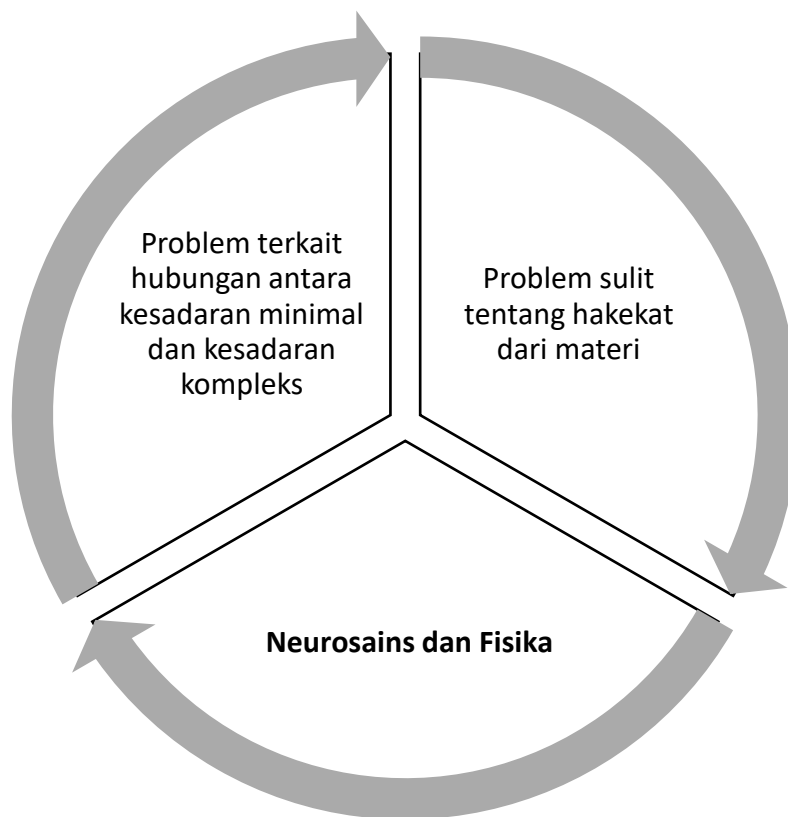 Problem terkait
hubungan antara
kesadaran minimal
dan kesadaran
kompleks
Problem sulit
tentang hakekat
dari materi
Neurosains dan Fisika